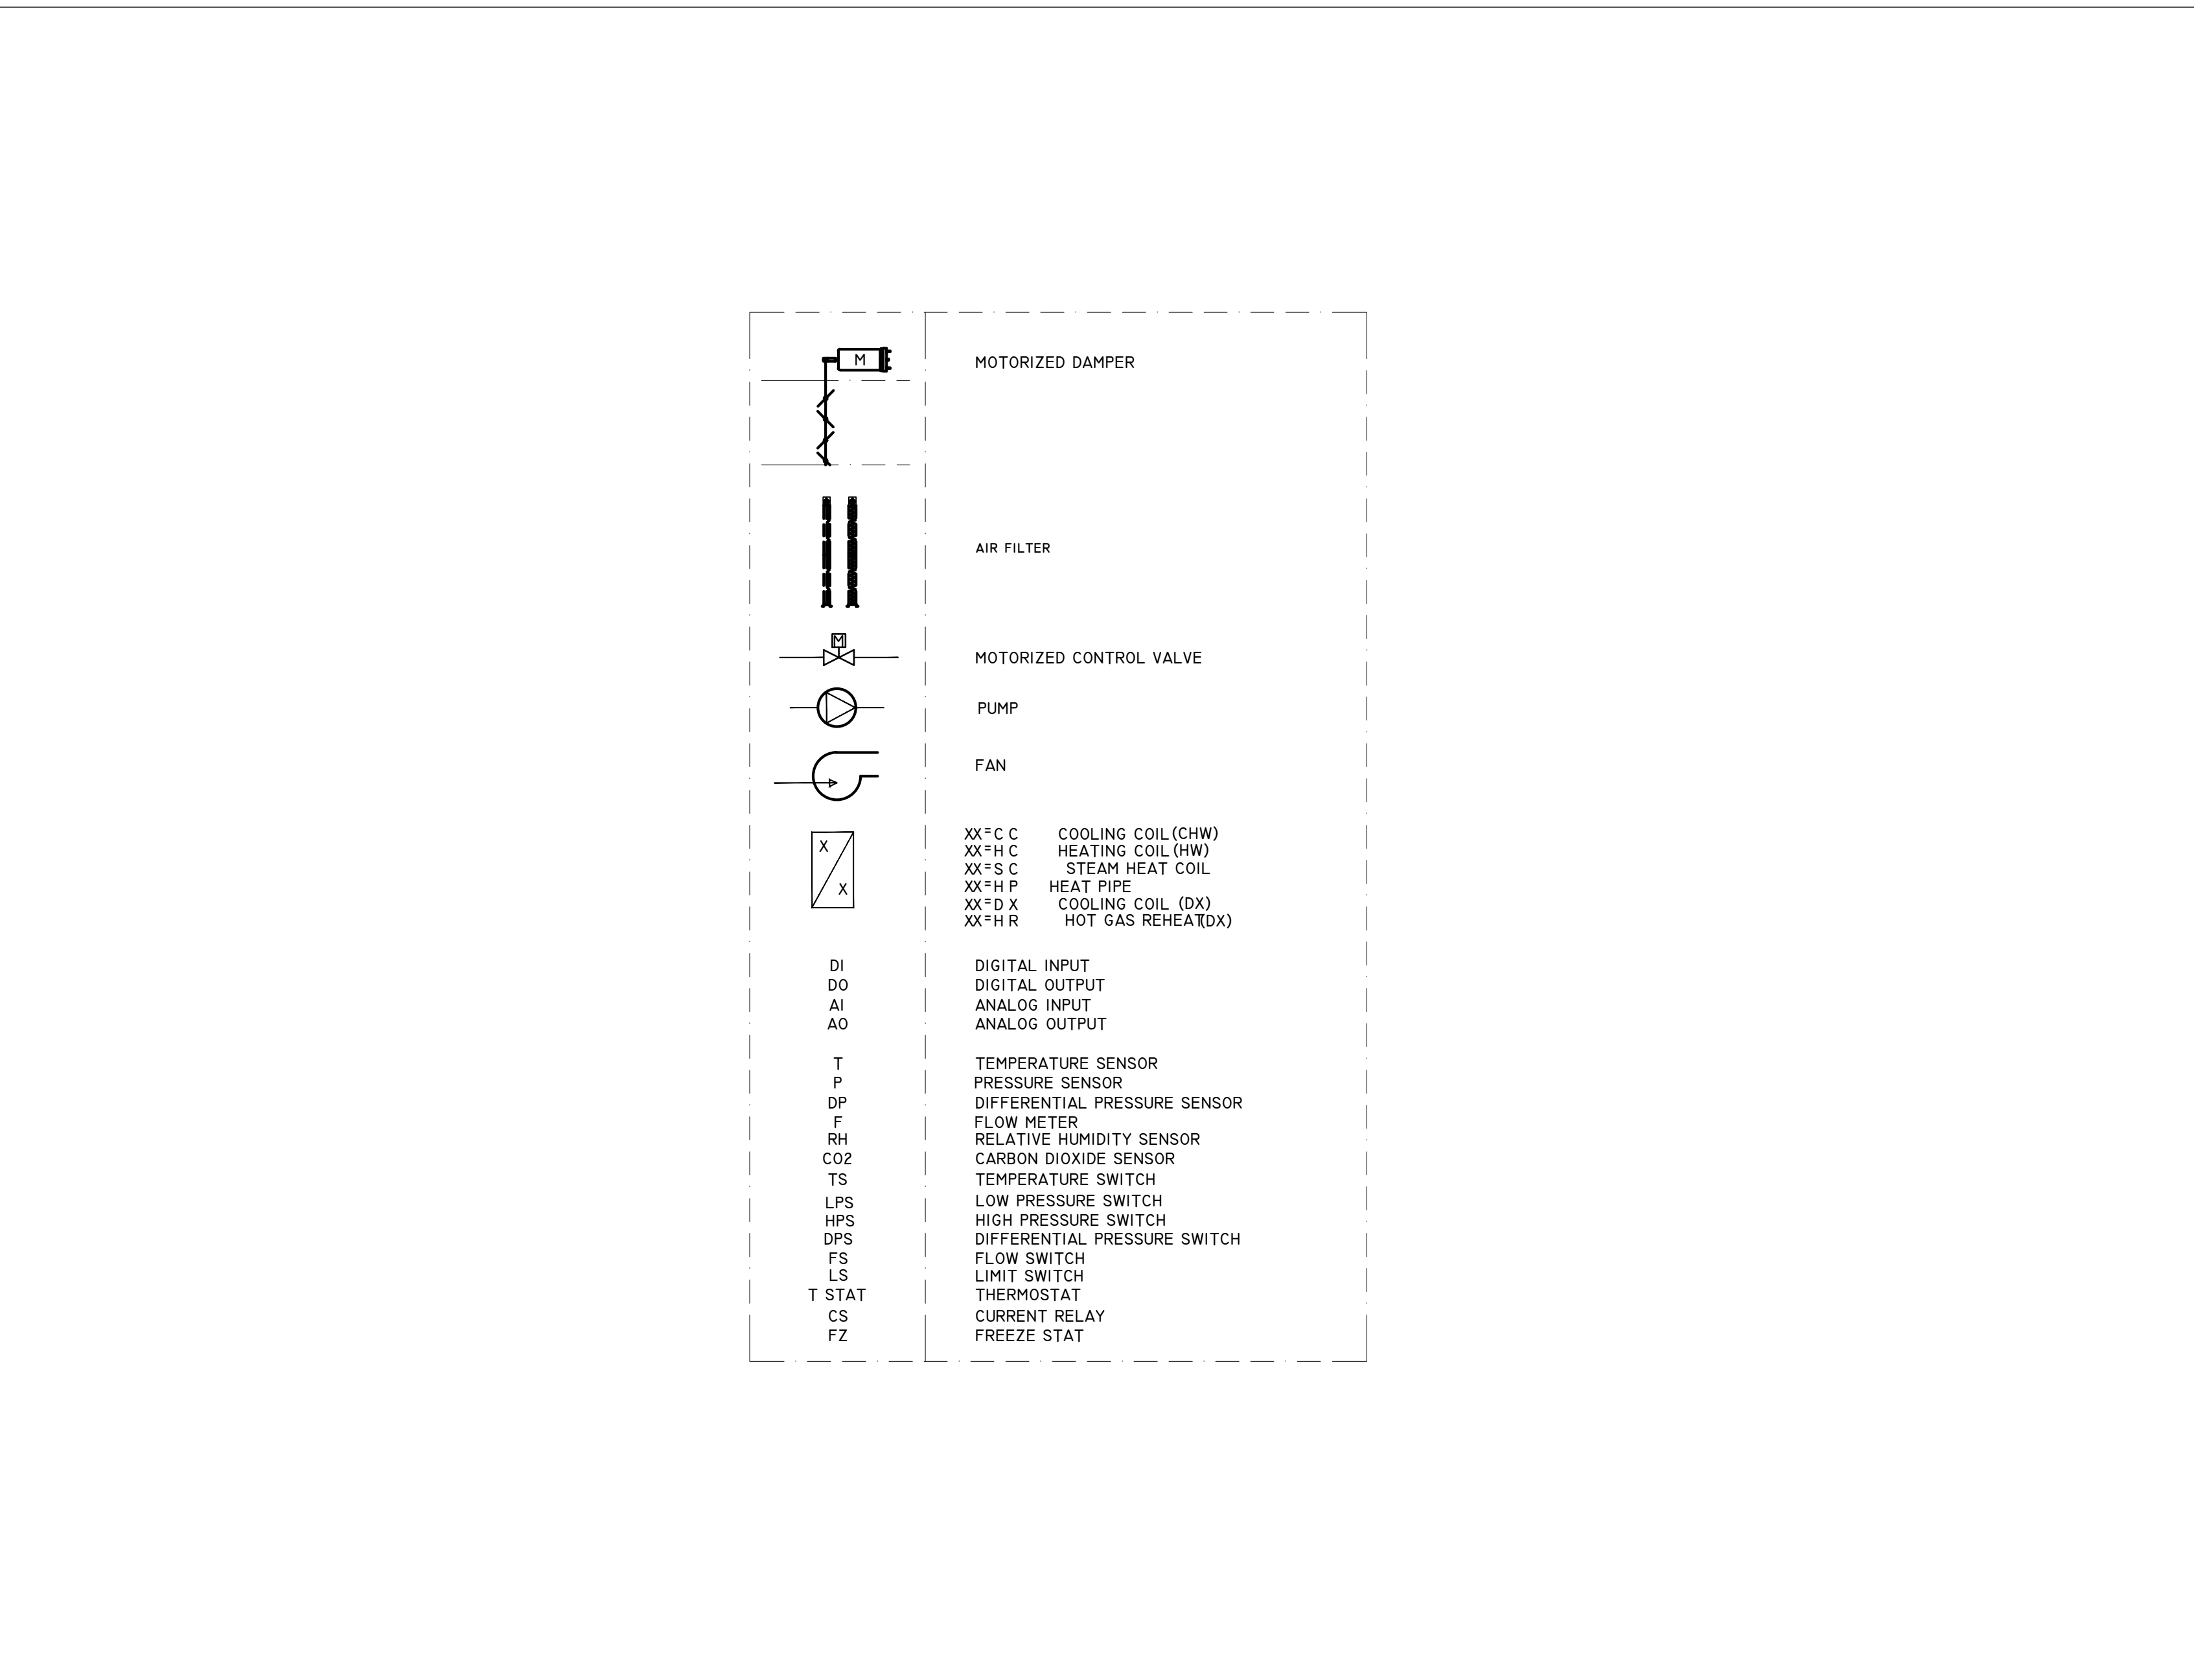 M MOTORIZED DAMPER
AIR FILTER
M
MOTORIZED CONTROL VALVE
PUMP
FAN
X
X
XX=C C COOLING COIL(CHW)
XX=H C HEATING COIL(HW)
XX=S C STEAM HEAT COIL
XX=H P HEAT PIPE
XX=D X COOLING COIL (DX)
XX=H R HOT GAS REHEAT(DX)
DI DIGITAL INPUT
DO DIGITAL OUTPUT
AI ANALOG INPUT
AO ANALOG OUTPUT
T TEMPERATURE SENSOR
P PRESSURE SENSOR
DP DIFFERENTIAL PRESSURE SENSOR
F FLOW METER
RH RELATIVE HUMIDITY SENSOR
CO2 CARBON DIOXIDE SENSOR
TS TEMPERATURE SWITCH
LPS LOW PRESSURE SWITCH
HPS HIGH PRESSURE SWITCH
DPS DIFFERENTIAL PRESSURE SWITCH
FS FLOW SWITCH
LS LIMIT SWITCH
T STAT THERMOSTAT
CS CURRENT RELAY
FZ FREEZE STAT